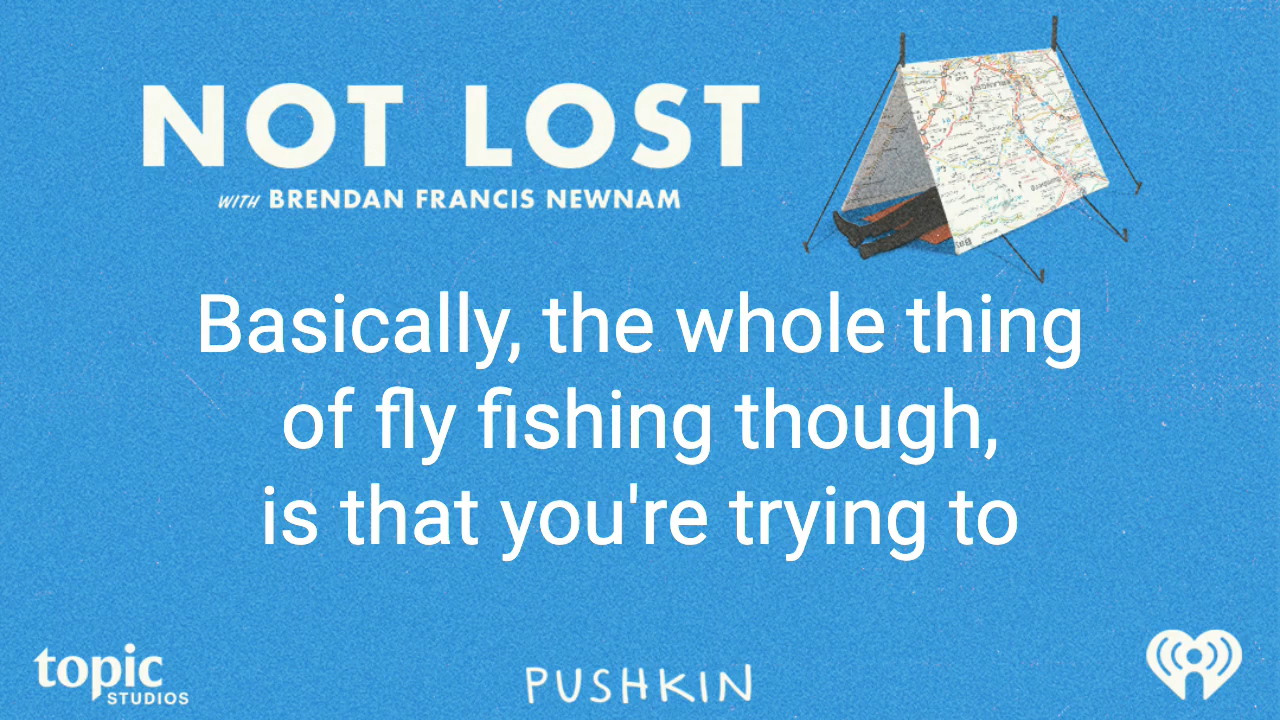 NOT LOST
WITH BRENDAN FRANCIS NEWNAM
Basically, the whole thing
of fly fishing though,
is that you're trying to
topic
STUDIOS
PUSHKIN